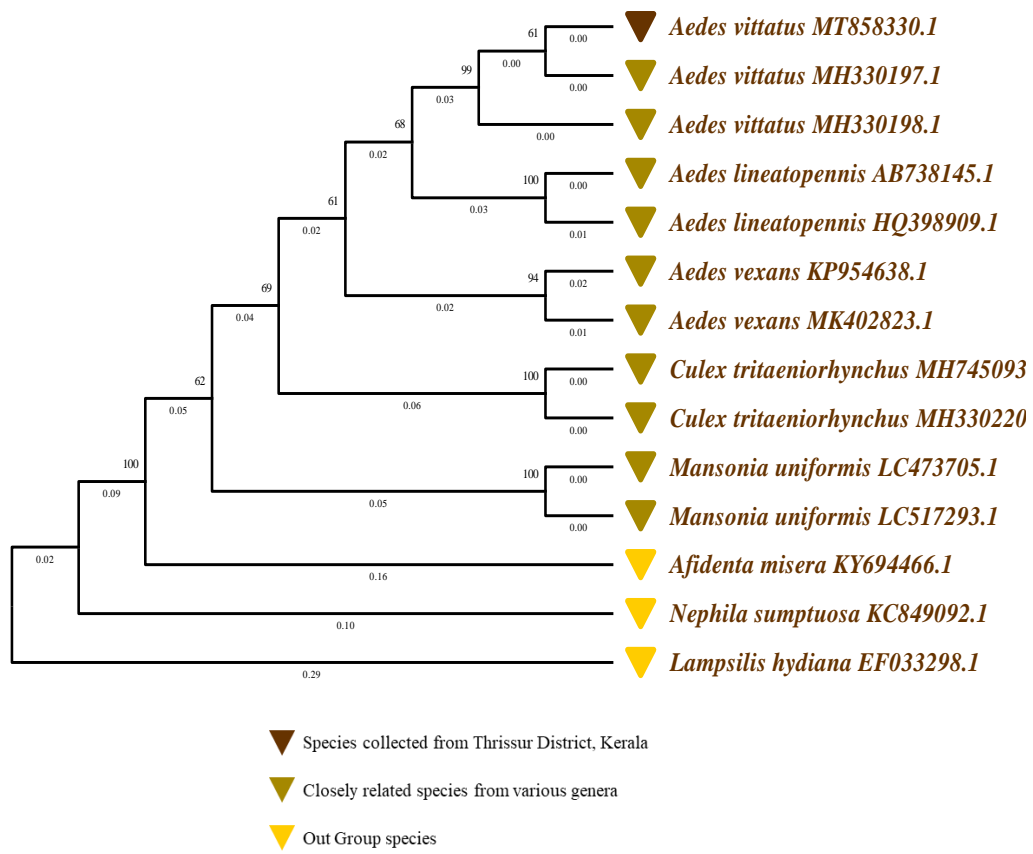 61
0.00
Aedes vittatus MT858330.1
99
0.00
0.00
Aedes vittatus MH330197.1
68
0.03
0.00
Aedes vittatus MH330198.1
0.02
100
0.00
Aedes lineatopennis AB738145.1
61
0.03
0.01
Aedes lineatopennis HQ398909.1
0.02
94
0.02
Aedes vexans KP954638.1
69
0.02
0.01
Aedes vexans MK402823.1
0.04
100
0.00
Culex tritaeniorhynchus MH745093
62
0.06
0.00
Culex tritaeniorhynchus MH330220
0.05
100
0.00
Mansonia uniformis LC473705.1
100
0.05
0.00
Mansonia uniformis LC517293.1
0.09
0.16
Afidenta misera KY694466.1
0.02
0.10
Nephila sumptuosa KC849092.1
0.29
Lampsilis hydiana EF033298.1
Species collected from Thrissur District, Kerala
Closely related species from various genera
Out Group species